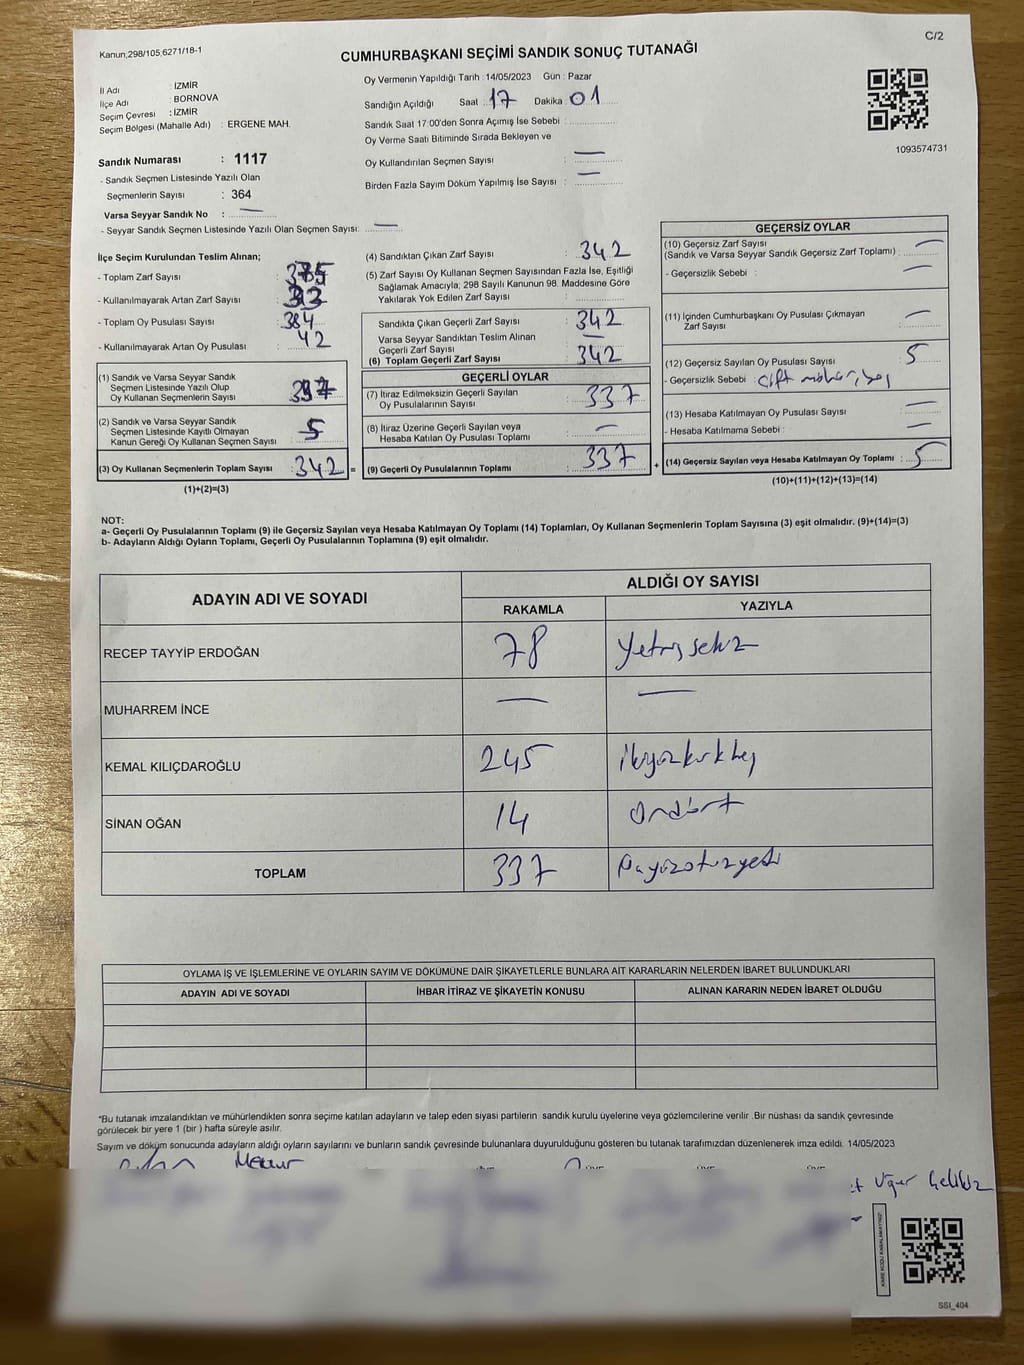 Kanun;298/105,6271/18-1
C/2
CUMHURBAŞKANI SEÇİMİ SANDIK SONUÇ TUTANAĞI
İl Adı : İZMİR
İlçe Adı : BORNOVA
Seçim Çevresi : İZMİR
Seçim Bölgesi (Mahalle Adı) : ERGENE MAH.
Oy Vermenin Yapıldığı Tarih : 14/05/2023 Gün : Pazar
Sandığın Açıldığı Saat : 17 Dakika 01
Sandık Saat 17:00'den Sonra Açımış İse Sebebi :
Oy Verme Saati Bitiminde Sırada Bekleyen ve
Oy Kullandırılan Seçmen Sayısı : —
Birden Fazla Sayım Döküm Yapılmış İse Sayısı : —
1093574731
Sandık Numarası : 1117
- Sandık Seçmen Listesinde Yazılı Olan
Seçmenlerin Sayısı : 364
Varsa Seyyar Sandık No : —
- Seyyar Sandık Seçmen Listesinde Yazılı Olan Seçmen Sayısı: —
İlçe Seçim Kurulundan Teslim Alınan;
- Toplam Zarf Sayısı :
- Kullanılmayarak Artan Zarf Sayısı :
- Toplam Oy Pusulası Sayısı : 384
- Kullanılmayarak Artan Oy Pusulası : 42
(1) Sandık ve Varsa Seyyar Sandık
Seçmen Listesinde Yazılı Olup
Oy Kullanan Seçmenlerin Sayısı :
(2) Sandık ve Varsa Seyyar Sandık
Seçmen Listesinde Kayıtlı Olmayan
Kanun Gereği Oy Kullanan Seçmen Sayısı : 5
(3) Oy Kullanan Seçmenlerin Toplam Sayısı : 342 =
(1)+(2)=(3)
(4) Sandıktan Çıkan Zarf Sayısı : 342
(5) Zarf Sayısı Oy Kullanan Seçmen Sayısından Fazla İse, Eşitliği
Sağlamak Amacıyla; 298 Sayılı Kanunun 98. Maddesine Göre
Yakılarak Yok Edilen Zarf Sayısı :
Sandıkta Çıkan Geçerli Zarf Sayısı : 342
Varsa Seyyar Sandıktan Teslim Alınan
Geçerli Zarf Sayısı : —
(6) Toplam Geçerli Zarf Sayısı : 342
GEÇERLİ OYLAR
(7) İtiraz Edilmeksizin Geçerli Sayılan
Oy Pusulalarının Sayısı : 337
(8) İtiraz Üzerine Geçerli Sayılan veya
Hesaba Katılan Oy Pusulası Toplamı : —
(9) Geçerli Oy Pusulalarının Toplamı : 337 +
GEÇERSİZ OYLAR
(10) Geçersiz Zarf Sayısı
(Sandık ve Varsa Seyyar Sandık Geçersiz Zarf Toplamı) : —
- Geçersizlik Sebebi : —
(11) İçinden Cumhurbaşkanı Oy Pusulası Çıkmayan
Zarf Sayısı : —
(12) Geçersiz Sayılan Oy Pusulası Sayısı : 5
- Geçersizlik Sebebi : çift
(13) Hesaba Katılmayan Oy Pusulası Sayısı : —
- Hesaba Katılmama Sebebi : —
(14) Geçersiz Sayılan veya Hesaba Katılmayan Oy Toplamı : 5
(10)+(11)+(12)+(13)=(14)
NOT:
a- Geçerli Oy Pusulalarının Toplamı (9) ile Geçersiz Sayılan veya Hesaba Katılmayan Oy Toplamı (14) Toplamları, Oy Kullanan Seçmenlerin Toplam Sayısına (3) eşit olmalıdır. (9)+(14)=(3)
b- Adayların Aldığı Oyların Toplamı, Geçerli Oy Pusulalarının Toplamına (9) eşit olmalıdır.
ADAYIN ADI VE SOYADI
ALDIĞI OY SAYISI
RAKAMLA YAZIYLA
RECEP TAYYİP ERDOĞAN 78 Yetmişsekiz
MUHARREM İNCE — —
KEMAL KILIÇDAROĞLU 245 ikiyüzkırkbeş
SİNAN OĞAN 14 Ondört
TOPLAM 337 üçyüzotuzyedi
OYLAMA İŞ VE İŞLEMLERİNE VE OYLARIN SAYIM VE DÖKÜMÜNE DAİR ŞİKAYETLERLE BUNLARA AİT KARARLARIN NELERDEN İBARET BULUNDUKLARI
ADAYIN ADI VE SOYADI İHBAR İTİRAZ VE ŞİKAYETİN KONUSU ALINAN KARARIN NEDEN İBARET OLDUĞU
*Bu tutanak imzalandıktan ve mühürlendikten sonra seçime katılan adayların ve talep eden siyasi partilerin sandık kurulu üyelerine veya gözlemcilerine verilir .Bir nüshası da sandık çevresinde
görülecek bir yere 1 (bir ) hafta süreyle asılır.
Sayım ve döküm sonucunda adayların aldığı oyların sayılarını ve bunların sandık çevresinde bulunanlara duyurulduğunu gösteren bu tutanak tarafımızdan düzenlenerek imza edildi. 14/05/2023
Memur
Uğur
KARE KODU KARALAMAYINIZ!
SSI_404